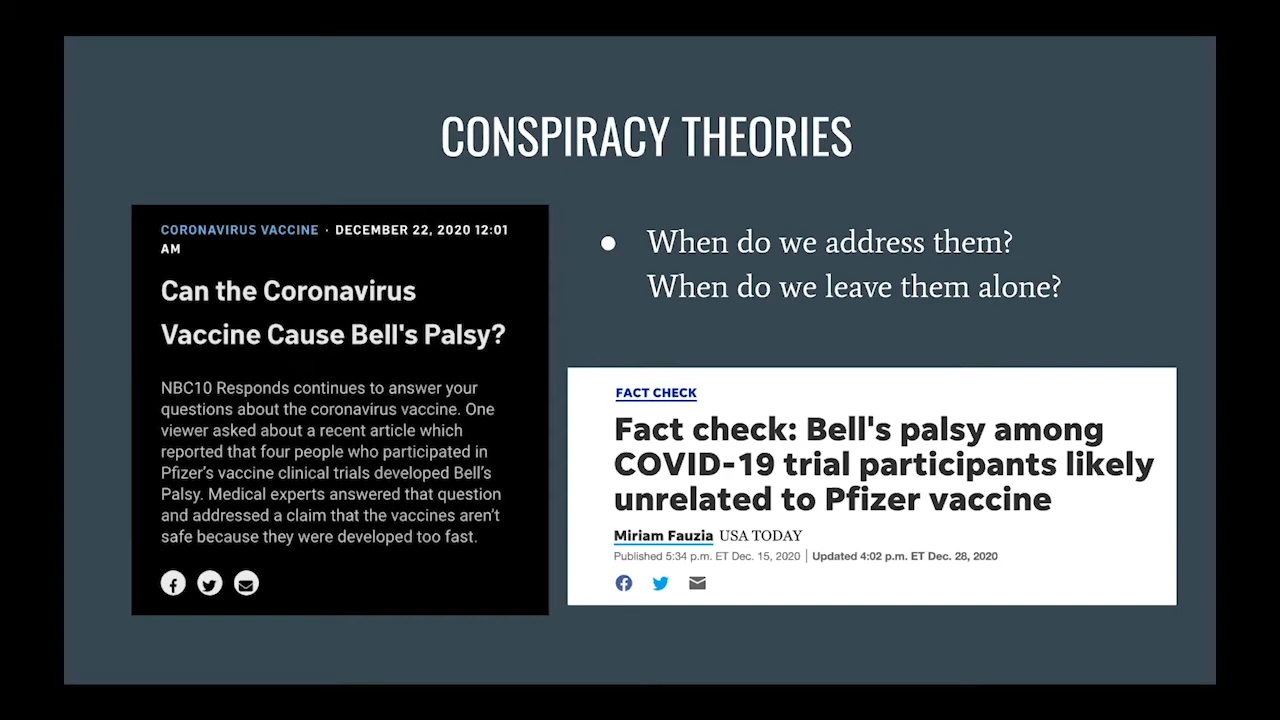 CONSPIRACY THEORIES
CORONAVIRUS VACCINE · DECEMBER 22, 2020 12:01
AM
Can the Coronavirus
Vaccine Cause Bell's Palsy?
NBC10 Responds continues to answer your
questions about the coronavirus vaccine. One
viewer asked about a recent article which
reported that four people who participated in
Pfizer's vaccine clinical trials developed Bell's
Palsy. Medical experts answered that question
and addressed a claim that the vaccines aren't
safe because they were developed too fast.
● When do we address them?
When do we leave them alone?
FACT CHECK
Fact check: Bell's palsy among
COVID-19 trial participants likely
unrelated to Pfizer vaccine
Miriam Fauzia USA TODAY
Published 5:34 p.m. ET Dec. 15, 2020 | Updated 4:02 p.m. ET Dec. 28, 2020